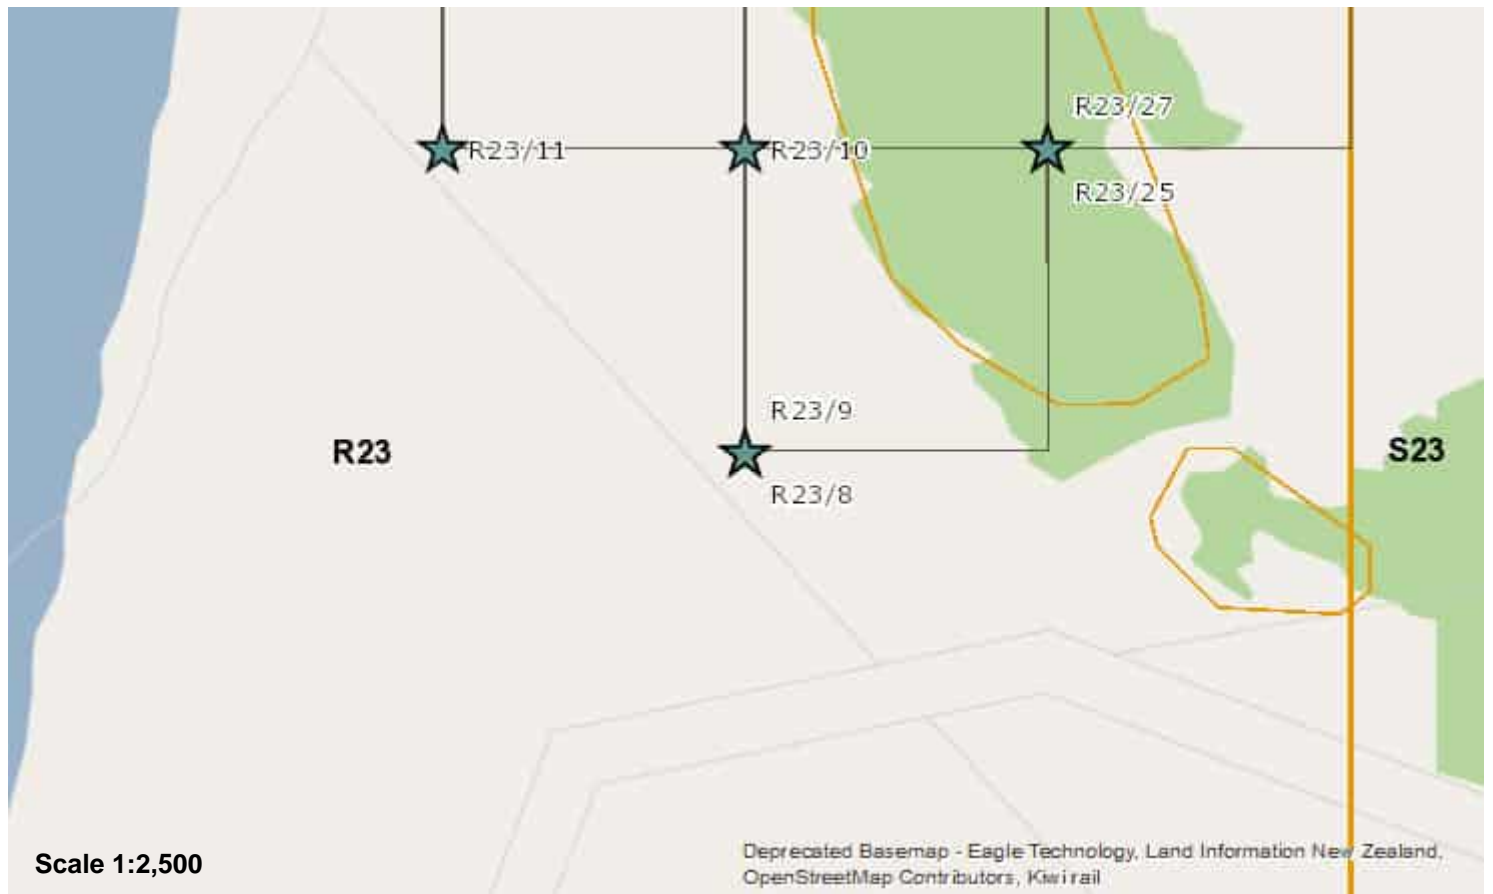 R23/27
R23/11
R23/10
R23/25
R23/9
R23
S23
R23/8
Scale 1:2,500
Deprecated Basemap - Eagle Technology, Land Information New Zealand,
OpenStreetMap Contributors, Kiwirail